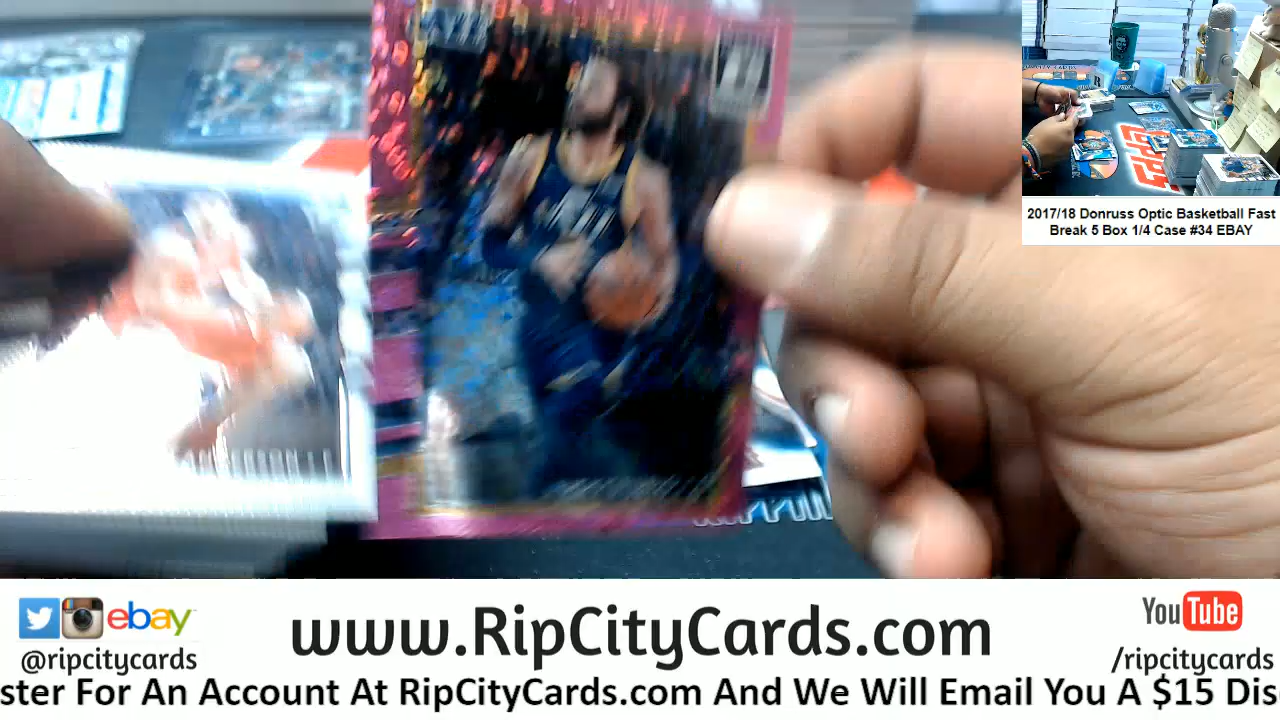 2017/18 Donruss Optic Basketball Fast
Break 5 Box 1/4 Case #34 EBAY
ebay
@ripcitycards
www.RipCityCards.com
YouTube
/ripcitycards
ster For An Account At RipCityCards.com And We Will Email You A $15 Dis